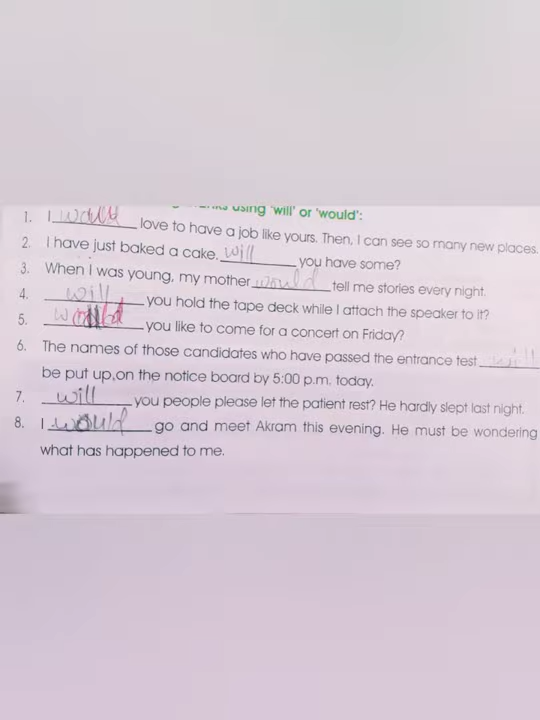 using 'will' or 'would':
1. I would love to have a job like yours. Then, I can see so many new places.
2. I have just baked a cake. will you have some?
3. When I was young, my mother would tell me stories every night.
4. will you hold the tape deck while I attach the speaker to it?
5. would you like to come for a concert on Friday?
6. The names of those candidates who have passed the entrance test will
be put up,on the notice board by 5:00 p.m. today.
7. will you people please let the patient rest? He hardly slept last night.
8. I would go and meet Akram this evening. He must be wondering
what has happened to me.